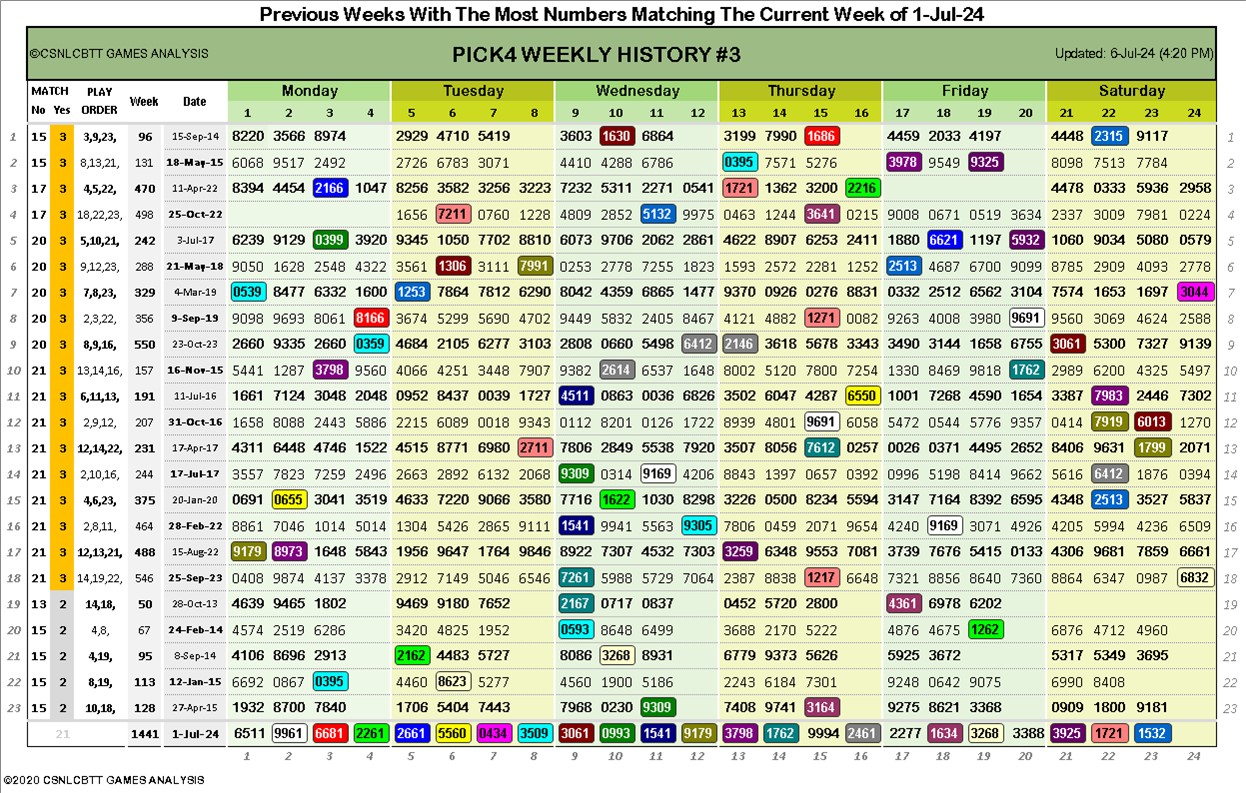 Previous Weeks With The Most Numbers Matching The Current Week of 1-Jul-24
©CSNLCBTT GAMES ANALYSIS PICK4 WEEKLY HISTORY #3 Updated: 6-Jul-24 (4:20 PM)
MATCH PLAY Week Date Monday Tuesday Wednesday Thursday Friday Saturday
No Yes ORDER 1 2 3 4 5 6 7 8 9 10 11 12 13 14 15 16 17 18 19 20 21 22 23 24
1 15 3 3,9,23, 96 15-Sep-14 8220 3566 8974 2929 4710 5419 3603 1630 6864 3199 7990 1686 4459 2033 4197 4448 2315 9117 1
2 15 3 8,13,21, 131 18-May-15 6068 9517 2492 2726 6783 3071 4410 4288 6786 0395 7571 5276 3978 9549 9325 8098 7513 7784 2
3 17 3 4,5,22, 470 11-Apr-22 8394 4454 2166 1047 8256 3582 3256 3223 7232 5311 2271 0541 1721 1362 3200 2216 4478 0333 5936 2958 3
4 17 3 18,22,23, 498 25-Oct-22 1656 7211 0760 1228 4809 2852 5132 9975 0463 1244 3641 0215 9008 0671 0519 3634 2337 3009 7981 0224 4
5 20 3 5,10,21, 242 3-Jul-17 6239 9129 0399 3920 9345 1050 7702 8810 6073 9706 2062 2861 4622 8907 6253 2411 1880 6621 1197 5932 1060 9034 5080 0579 5
6 20 3 9,12,23, 288 21-May-18 9050 1628 2548 4322 3561 1306 3111 7991 0253 2778 7255 1823 1593 2572 2281 1252 2513 4687 6700 9099 8785 2909 4093 2778 6
7 20 3 7,8,23, 329 4-Mar-19 0539 8477 6332 1600 1253 7864 7812 6290 8042 4359 6865 1477 9370 0926 0276 8831 0332 2512 6562 3104 7574 1653 1697 3044 7
8 20 3 2,3,22, 356 9-Sep-19 9098 9693 8061 8166 3674 5299 5690 4702 9449 5832 2405 8467 4121 4882 1271 0082 9263 4008 3980 9691 9560 3069 4624 2588 8
9 20 3 8,9,16, 550 23-Oct-23 2660 9335 2660 0359 4684 2105 6277 3103 2808 0660 5498 6412 2146 3618 5678 3343 3490 3144 1658 6755 3061 5300 7327 9139 9
10 21 3 13,14,16, 157 16-Nov-15 5441 1287 3798 9560 4066 4251 3448 7907 9382 2614 6537 1648 8002 5120 7800 7254 1330 8469 9818 1762 2989 6200 4325 5497 10
11 21 3 6,11,13, 191 11-Jul-16 1661 7124 3048 2048 0952 8437 0039 1727 4511 0863 0036 6826 3502 6047 4287 6550 1001 7268 4590 1654 3387 7983 2446 7302 11
12 21 3 2,9,12, 207 31-Oct-16 1658 8088 2443 5886 2215 6089 0018 9343 0112 8201 0126 1722 8939 4801 9691 6058 5472 0544 5776 9357 0414 7919 6013 1270 12
13 21 3 12,14,22, 231 17-Apr-17 4311 6448 4746 1522 4515 8715 6980 2711 7806 2849 5538 7920 3507 8056 7612 0257 0026 0371 4495 2652 8406 9631 1799 2071 13
14 21 3 2,10,16, 244 17-Jul-17 3557 7823 7259 2496 2663 2892 6132 2068 9309 0314 9169 4206 8843 1397 0657 0392 0996 5198 8414 9662 5616 6412 1876 0394 14
15 21 3 4,6,23, 375 20-Jan-20 0691 0655 3041 3519 4633 7220 9066 3580 7716 1622 1030 8298 3226 0500 8234 5594 3147 7164 8392 6595 4348 2513 3527 5837 15
16 21 3 2,8,11, 464 28-Feb-22 8861 7046 1014 5014 1304 5426 2865 9111 1541 9941 5563 9305 7806 0459 2071 9654 4240 9169 3071 4926 4205 5994 4236 6509 16
17 21 3 12,13,21, 488 15-Aug-22 9179 8973 1648 5843 1956 9647 1764 9846 8922 7307 4532 7303 3259 6348 9553 7081 3739 7676 5415 0133 4306 9681 7859 6661 17
18 21 3 14,19,22, 546 25-Sep-23 0408 9874 4137 3378 2912 7149 5046 6546 7261 5988 5729 7064 2387 8838 1217 6648 7321 8856 8640 7360 8864 6347 0987 6832 18
19 13 2 14,18, 50 28-Oct-13 4639 9465 1802 9469 9180 7652 2167 0717 0837 0452 5720 2800 4361 6978 6202 19
20 15 2 4,8, 67 24-Feb-14 4574 2519 6286 3420 4825 1952 0593 8648 6499 3688 2170 5222 4876 4675 1262 6876 4712 4960 20
21 15 2 4,19, 95 8-Sep-14 4106 8696 2913 2162 4483 5727 8086 3268 8931 6779 9373 5626 5925 3672 5317 5349 3695 21
22 15 2 8,19, 113 12-Jan-15 6692 0867 0395 4460 8623 5277 4560 1900 5186 2243 6184 7301 9248 0642 9075 6990 8408 22
23 15 2 10,18, 128 27-Apr-15 1932 8700 7840 1706 5404 7443 7968 0230 9309 7408 9741 3164 9275 8621 3368 0909 1800 9181 23
21 1441 1-Jul-24 6511 9961 6681 2261 2661 5560 0434 3509 3061 0993 1541 9179 3798 1762 9994 2461 2277 1634 3268 3388 3925 1721 1532
1 2 3 4 5 6 7 8 9 10 11 12 13 14 15 16 17 18 19 20 21 22 23 24
©2020 CSNLCBTT GAMES ANALYSIS